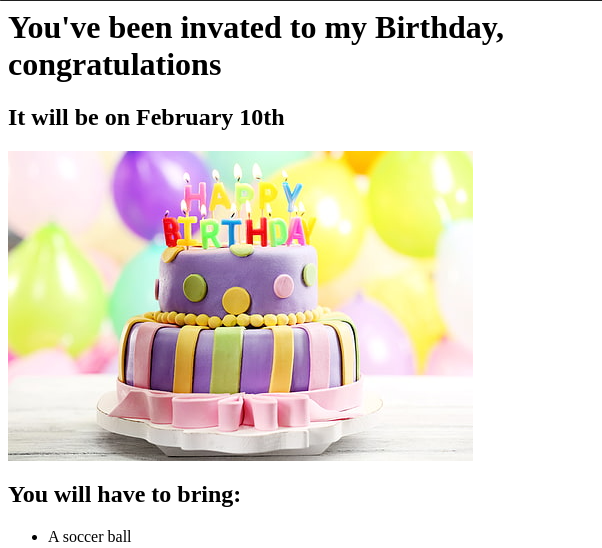 You've been invated to my Birthday,
congratulations
It will be on February 10th
HAPPY
BIRTHDAY
You will have to bring:
A soccer ball